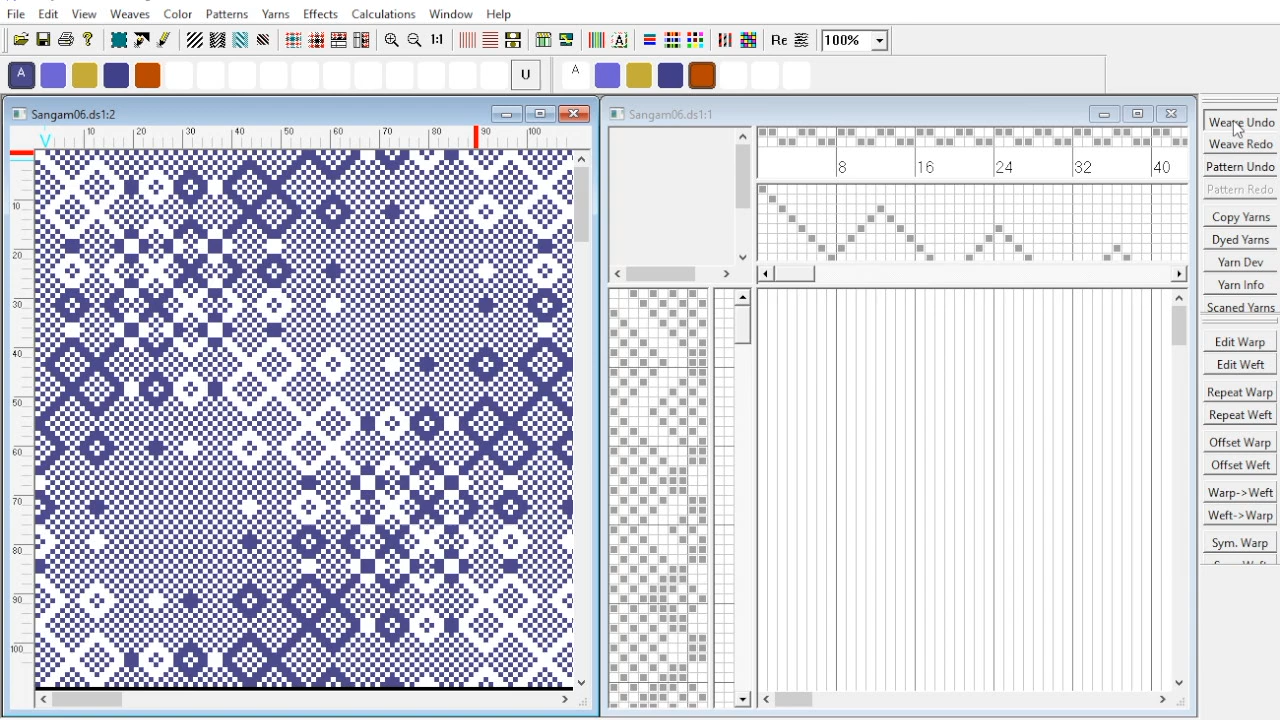 File Edit View Weaves Color Patterns Yarns Effects Calculations Window Help
1:1 A Re 100%
A U A
Sangam06.ds1:2
Sangam06.ds1:1
10 20 30 40 50 60 70 80 90 100
10
20
30
40
50
60
70
80
90
100
8 16 24 32 40
Weave Undo
Weave Redo
Pattern Undo
Pattern Redo
Copy Yarns
Dyed Yarns
Yarn Dev
Yarn Info
Scaned Yarns
Edit Warp
Edit Weft
Repeat Warp
Repeat Weft
Offset Warp
Offset Weft
Warp->Weft
Weft->Warp
Sym. Warp